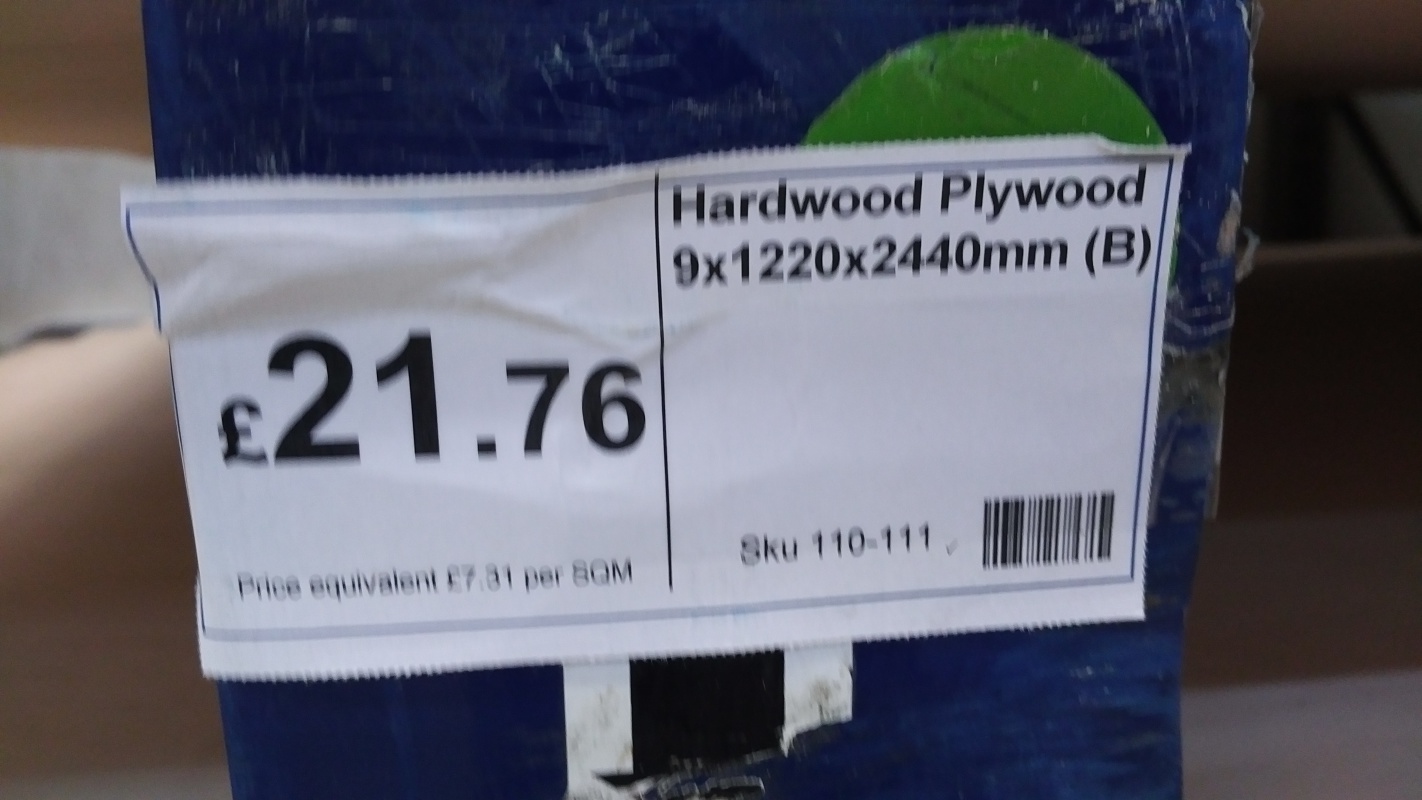 Hardwood Plywood
9x1220x2440mm (B)
£21.76
Sku 110-111
Price equivalent £7.31 per SQM